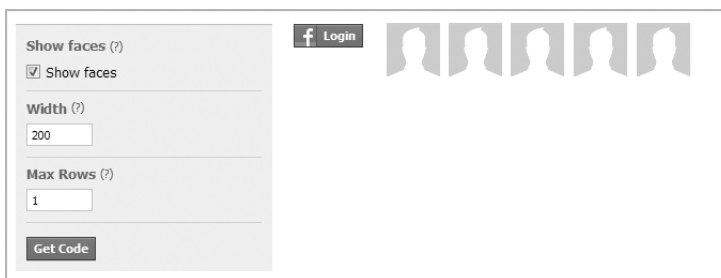 Show faces (?)
Show faces
Width (?)
200
Max Rows (?)
1
Get Code
f Login